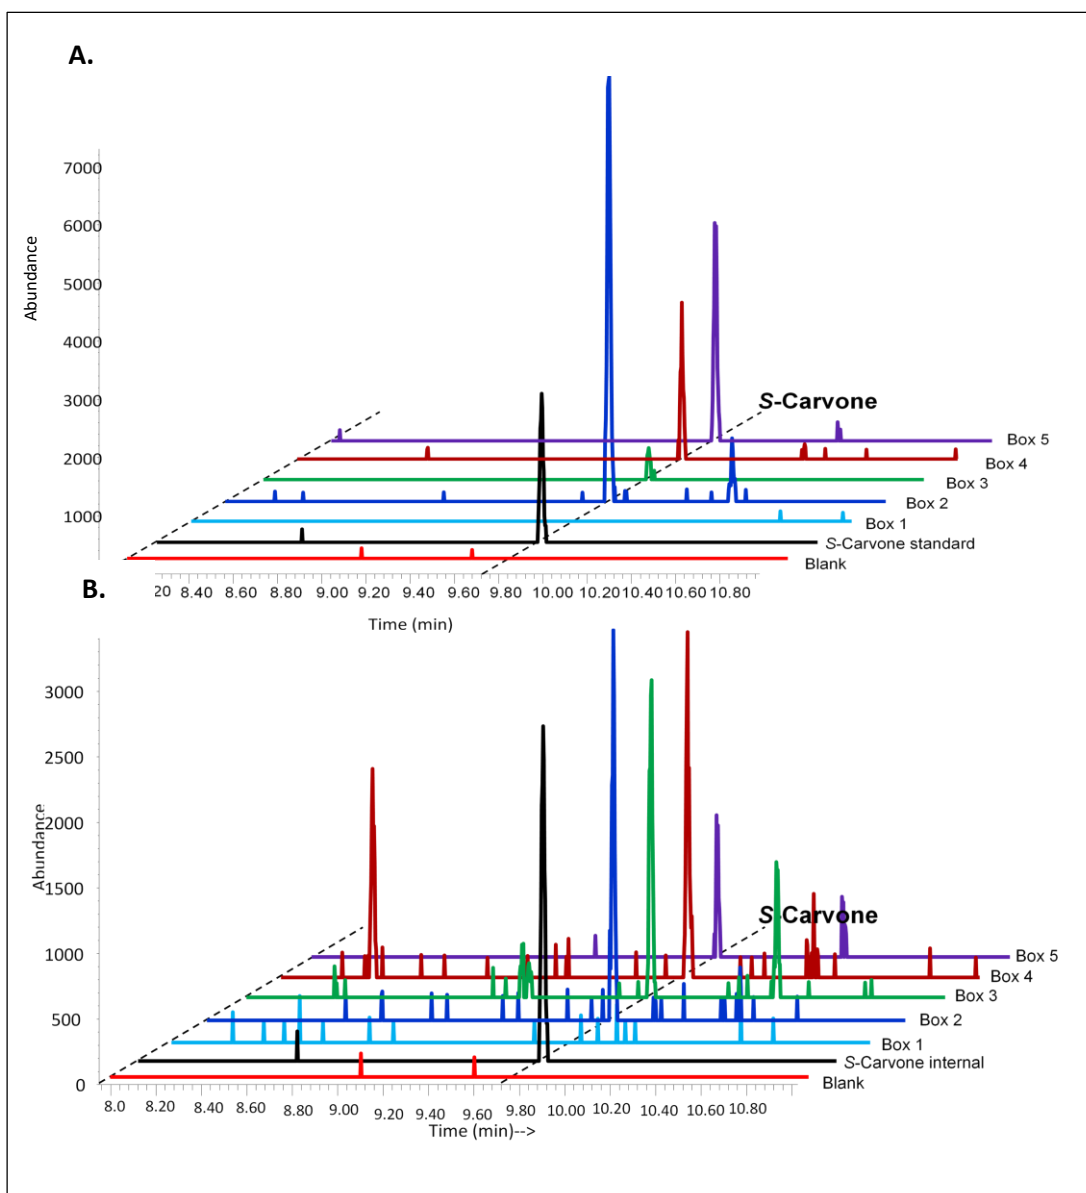 A.
7000
6000
5000
4000
3000
2000
1000
Abundance
S-Carvone
Box 5
Box 4
Box 3
Box 2
Box 1
S-Carvone standard
Blank
20 8.40 8.60 8.80 9.00 9.20 9.40 9.60 9.80 10.00 10.20 10.40 10.60 10.80
Time (min)
B.
3000
2500
2000
1500
1000
500
0
Abundance
S-Carvone
Box 5
Box 4
Box 3
Box 2
Box 1
S-Carvone internal
Blank
8.0 8.20 8.40 8.60 8.80 9.00 9.20 9.40 9.60 9.80 10.00 10.20 10.40 10.60 10.80
Time (min)-->